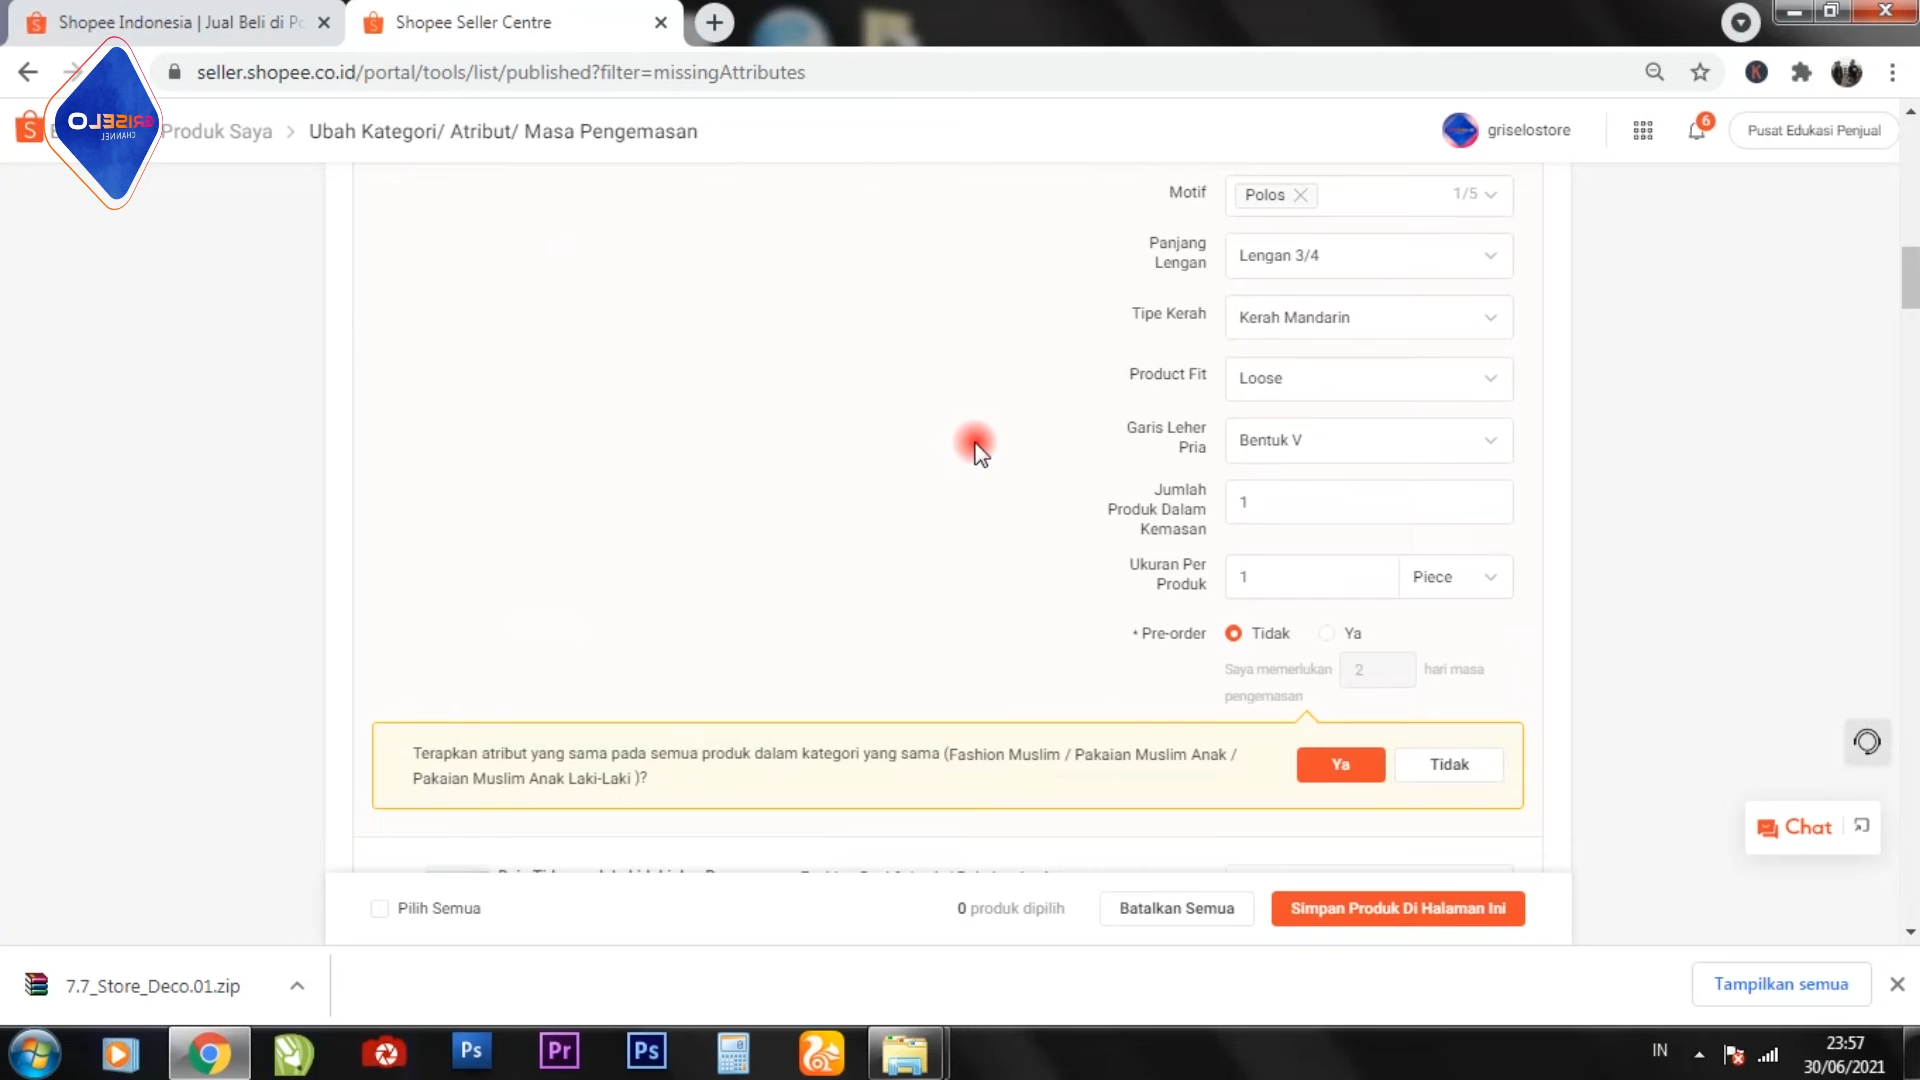 Shopee Indonesia | Jual Beli di Po
Shopee Seller Centre
seller.shopee.co.id/portal/tools/list/published?filter=missingAttributes
GRISELO
CHANNEL
Produk Saya > Ubah Kategori/ Atribut/ Masa Pengemasan
griselostore
6
Pusat Edukasi Penjual
Motif
Polos
1/5
Panjang
Lengan
Lengan 3/4
Tipe Kerah
Kerah Mandarin
Product Fit
Loose
Garis Leher
Pria
Bentuk V
Jumlah
Produk Dalam
Kemasan
1
Ukuran Per
Produk
1
Piece
* Pre-order
Tidak
Ya
Saya memerlukan 2 hari masa
pengemasan
Terapkan atribut yang sama pada semua produk dalam kategori yang sama (Fashion Muslim / Pakaian Muslim Anak /
Pakaian Muslim Anak Laki-Laki )?
Ya
Tidak
Chat
Pilih Semua
0 produk dipilih
Batalkan Semua
Simpan Produk Di Halaman Ini
7.7_Store_Deco.01.zip
Tampilkan semua
Ps
Pr
Ps
IN
23:57
30/06/2021